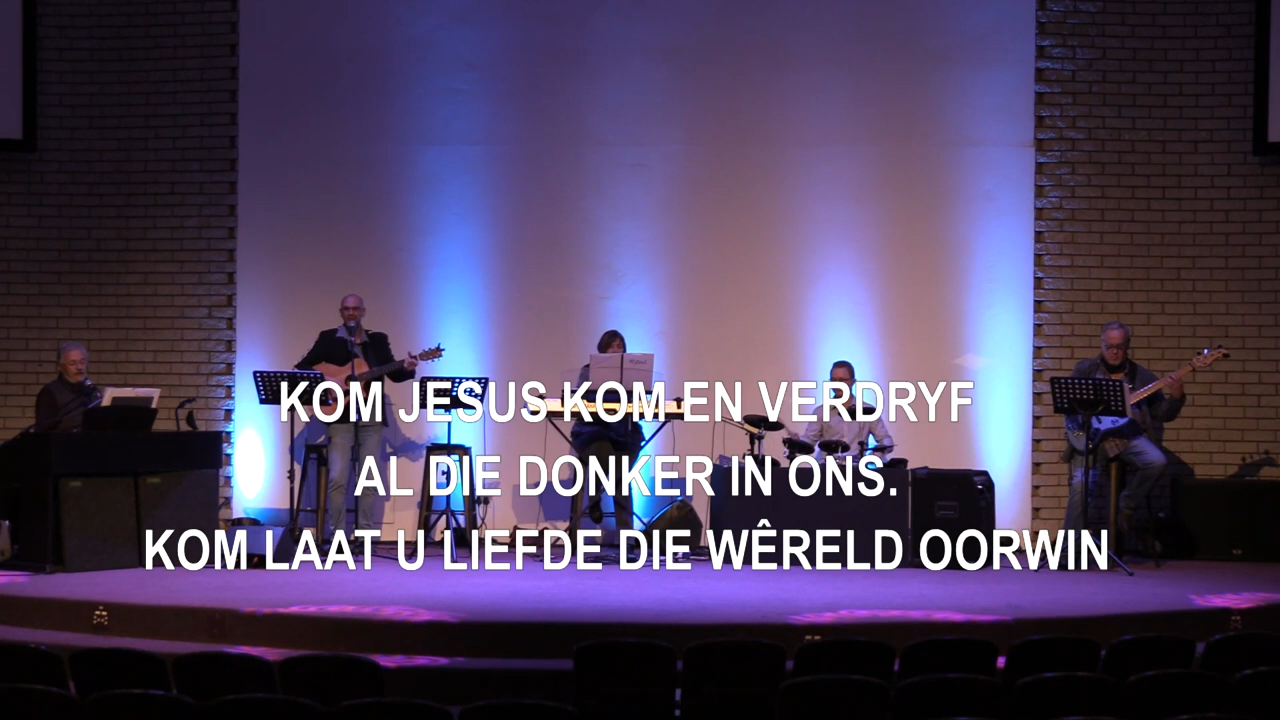 KOM JESUS KOM EN VERDRYF
AL DIE DONKER IN ONS.
KOM LAAT U LIEFDE DIE WÊRELD OORWIN